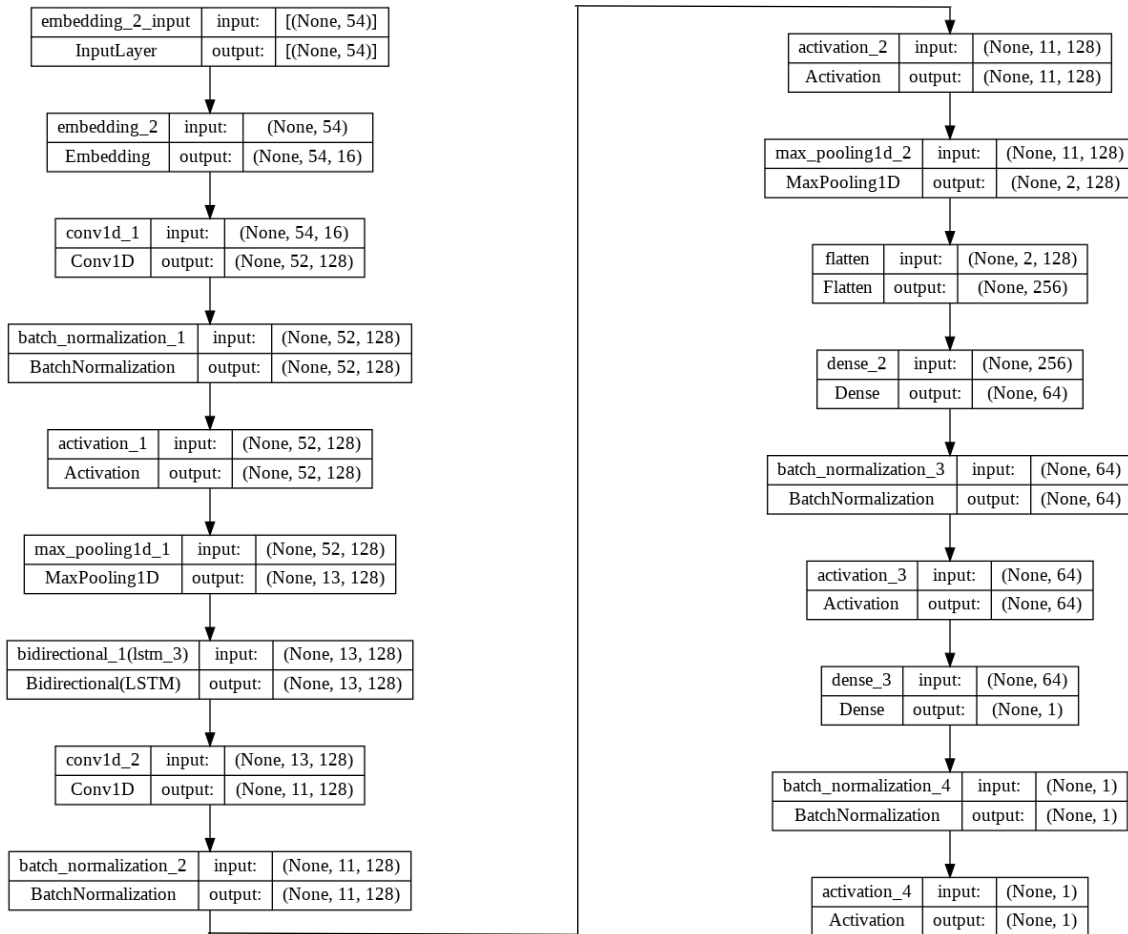 embedding_2_input input: [(None, 54)]
InputLayer output: [(None, 54)]
embedding_2 input: (None, 54)
Embedding output: (None, 54, 16)
conv1d_1 input: (None, 54, 16)
Conv1D output: (None, 52, 128)
batch_normalization_1 input: (None, 52, 128)
BatchNormalization output: (None, 52, 128)
activation_1 input: (None, 52, 128)
Activation output: (None, 52, 128)
max_pooling1d_1 input: (None, 52, 128)
MaxPooling1D output: (None, 13, 128)
bidirectional_1(lstm_3) input: (None, 13, 128)
Bidirectional(LSTM) output: (None, 13, 128)
conv1d_2 input: (None, 13, 128)
Conv1D output: (None, 11, 128)
batch_normalization_2 input: (None, 11, 128)
BatchNormalization output: (None, 11, 128)
activation_2 input: (None, 11, 128)
Activation output: (None, 11, 128)
max_pooling1d_2 input: (None, 11, 128)
MaxPooling1D output: (None, 2, 128)
flatten input: (None, 2, 128)
Flatten output: (None, 256)
dense_2 input: (None, 256)
Dense output: (None, 64)
batch_normalization_3 input: (None, 64)
BatchNormalization output: (None, 64)
activation_3 input: (None, 64)
Activation output: (None, 64)
dense_3 input: (None, 64)
Dense output: (None, 1)
batch_normalization_4 input: (None, 1)
BatchNormalization output: (None, 1)
activation_4 input: (None, 1)
Activation output: (None, 1)